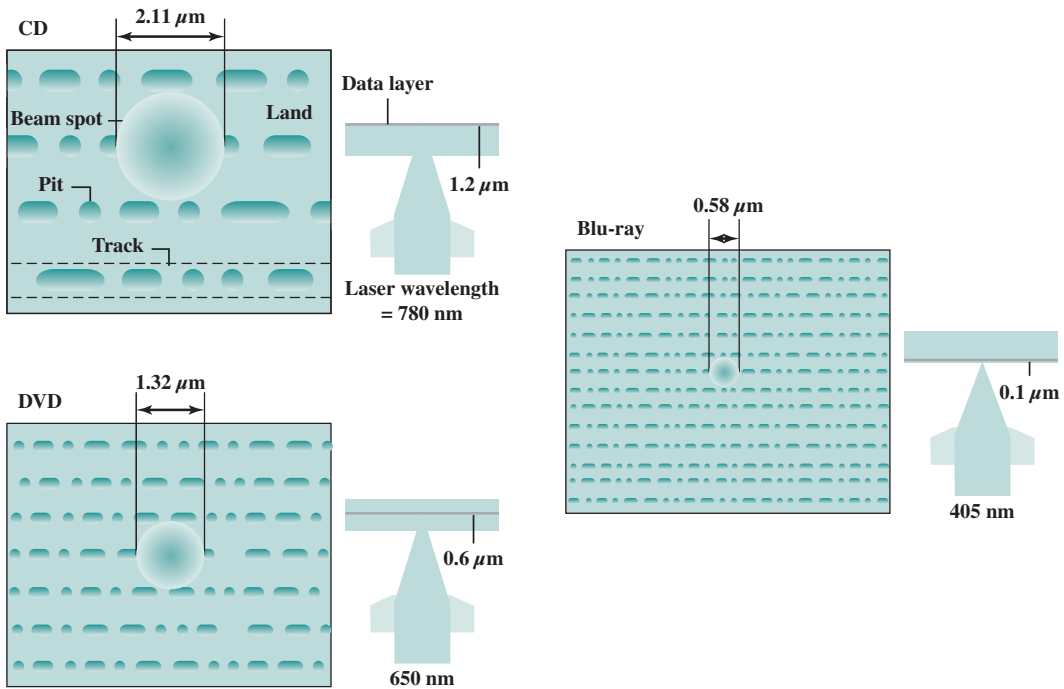 CD
2.11 µm
Beam spot
Land
Pit
Track
Data layer
1.2 µm
Laser wavelength
= 780 nm
DVD
1.32 µm
0.6 µm
650 nm
Blu-ray
0.58 µm
0.1 µm
405 nm